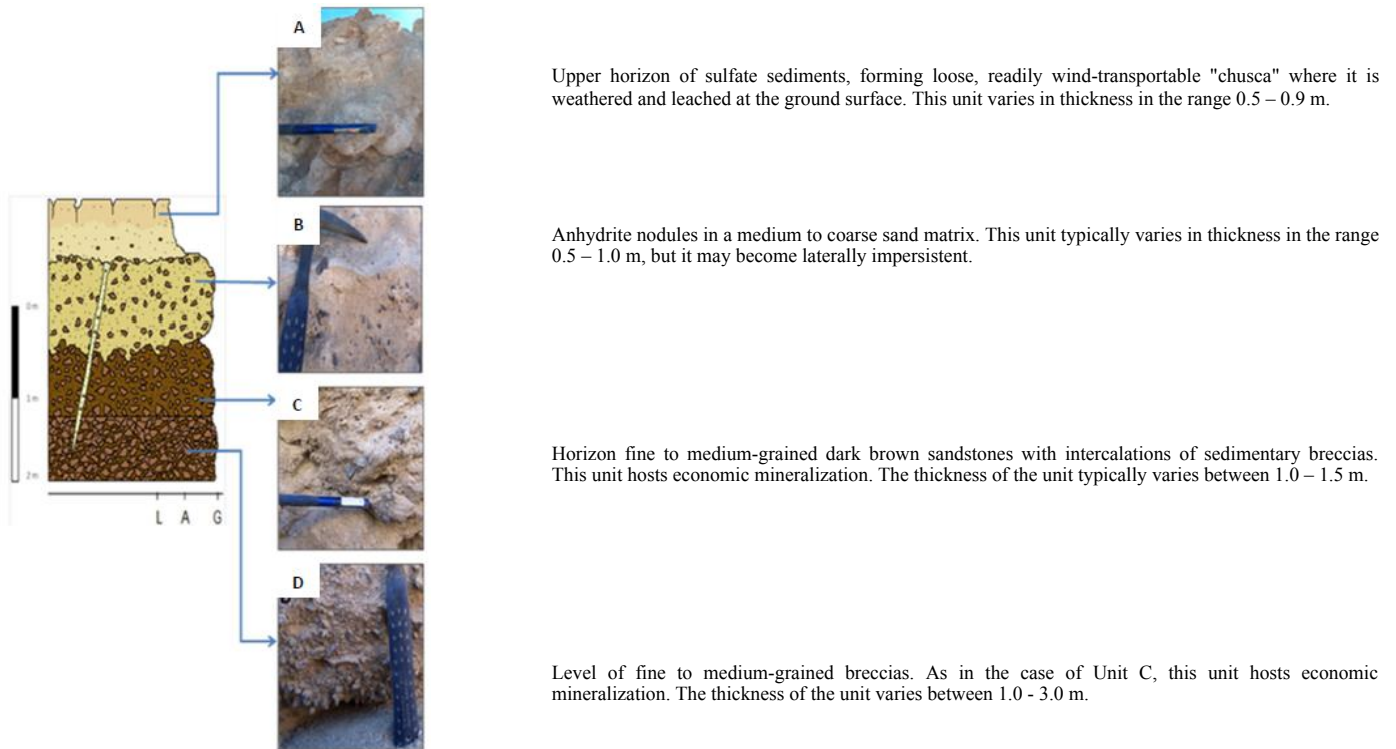 A
Upper horizon of sulfate sediments, forming loose, readily wind-transportable "chusca" where it is
weathered and leached at the ground surface. This unit varies in thickness in the range 0.5 – 0.9 m.
B
Anhydrite nodules in a medium to coarse sand matrix. This unit typically varies in thickness in the range
0.5 – 1.0 m, but it may become laterally impersistent.
0m
1m
2m
L A G
C
Horizon fine to medium-grained dark brown sandstones with intercalations of sedimentary breccias.
This unit hosts economic mineralization. The thickness of the unit typically varies between 1.0 – 1.5 m.
D
Level of fine to medium-grained breccias. As in the case of Unit C, this unit hosts economic
mineralization. The thickness of the unit varies between 1.0 - 3.0 m.